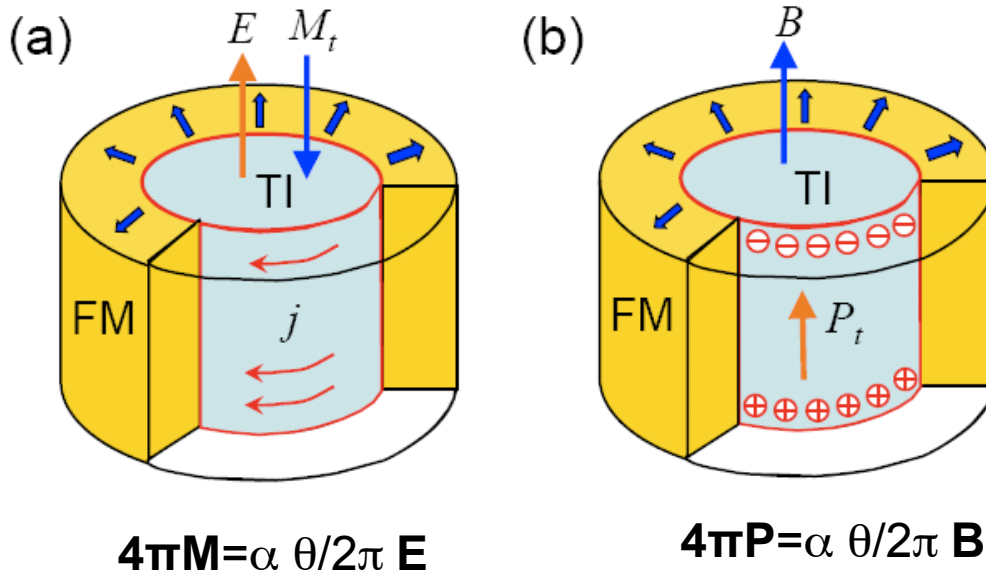 (a)
E
M_t
TI
FM
j
4πM=α θ/2π E
(b)
B
TI
⊖ ⊖ ⊖ ⊖ ⊖ ⊖
FM
P_t
⊕ ⊕ ⊕ ⊕ ⊕ ⊕
4πP=α θ/2π B